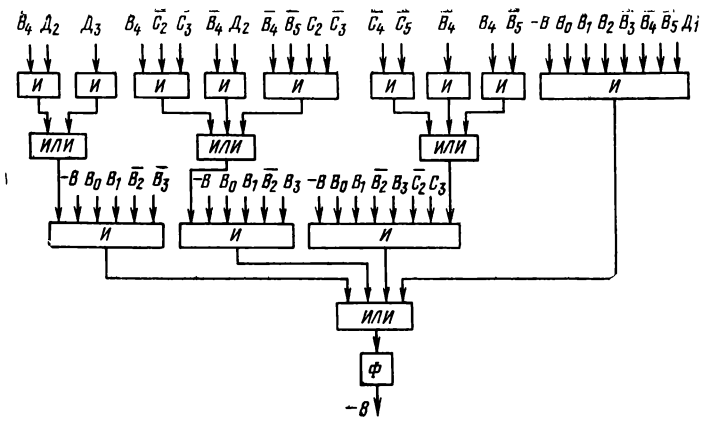 B4 Д2 Д3 B4 C̅2 C̅3 B̅4 Д2 B̅4 B̅5 C2 C̅3 C̅4 C̅5 B̅4 B4 B̅5 -B B0 B1 B2 B̅3 B̅4 B̅5 Д1
И И И И И И И И И
ИЛИ ИЛИ ИЛИ
-B B0 B1 B̅2 B̅3 -B B0 B1 B̅2 B3 -B B0 B1 B̅2 B3 C̅2 C3
И И И
ИЛИ
Ф
-B